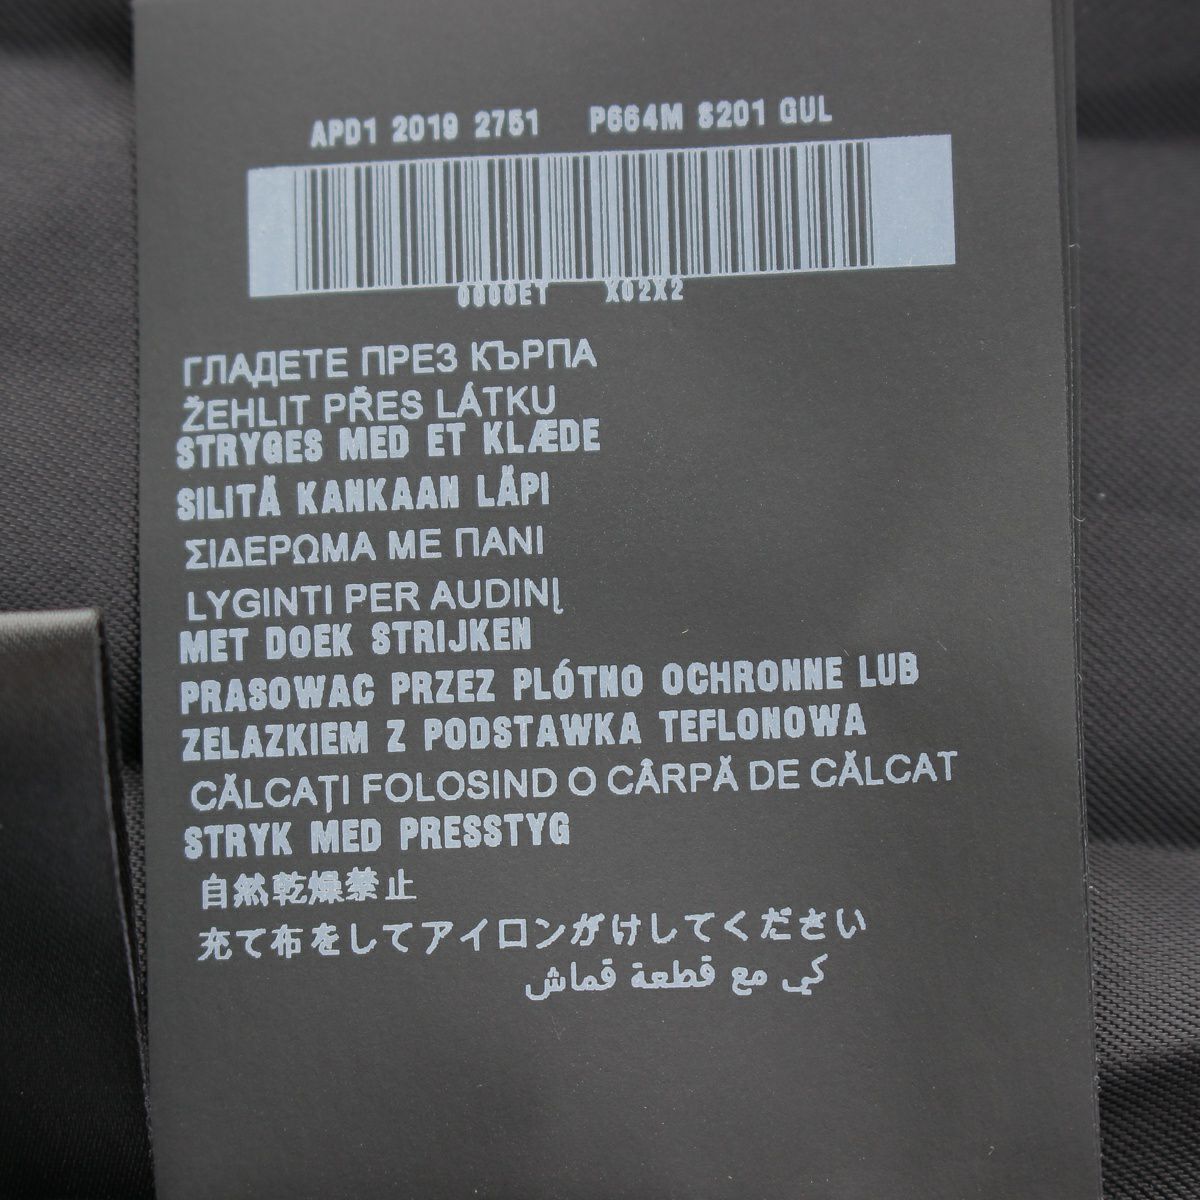 APD1 2019 2751 P664M S201 GUL
0000ET X02X2
ГЛАДЕТЕ ПРЕЗ КЪРПА
ŽEHLIT PŘES LÁTKU
STRYGES MED ET KLÆDE
SILITÄ KANKAAN LÄPI
ΣΙΔΕΡΩΜΑ ΜΕ ΠΑΝΙ
LYGINTI PER AUDINĮ
MET DOEK STRIJKEN
PRASOWAC PRZEZ PLÓTNO OCHRONNE LUB
ZELAZKIEM Z PODSTAWKA TEFLONOWA
CĂLCAŢI FOLOSIND O CÂRPĂ DE CĂLCAT
STRYK MED PRESSTYG
自然乾燥禁止
充て布をしてアイロンがけしてください
كي مع قطعة قماش